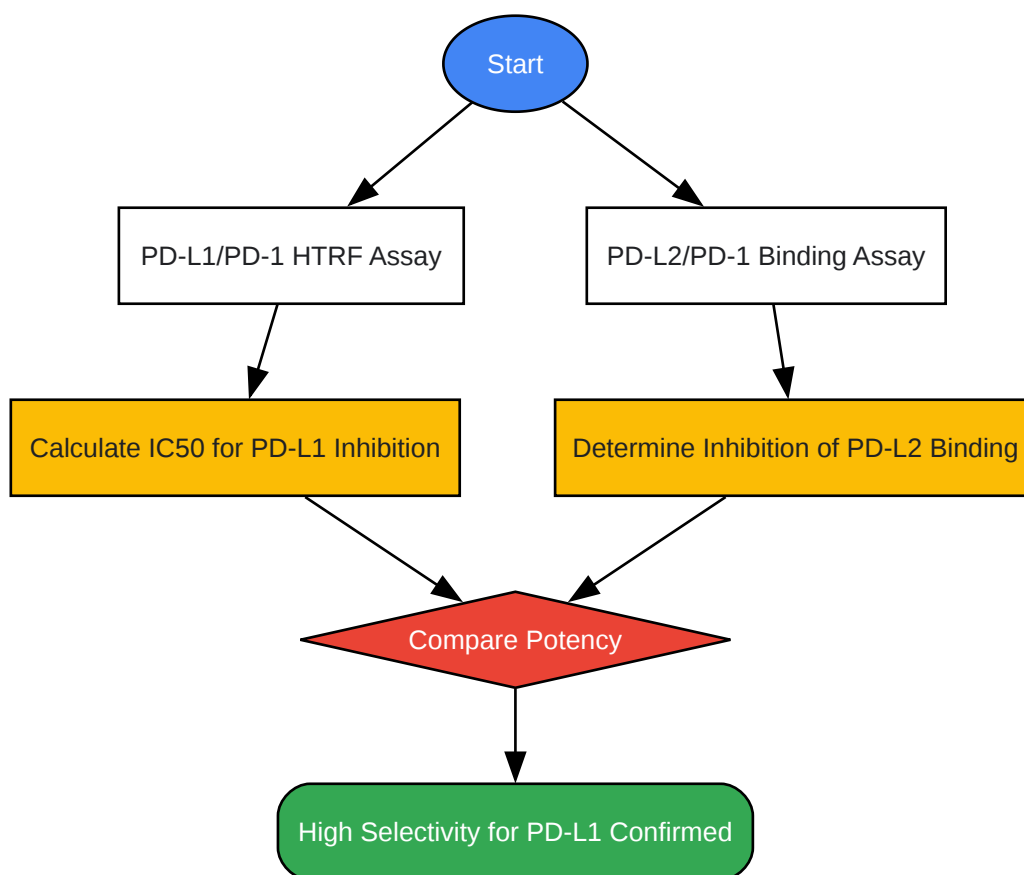 Start
PD-L1/PD-1 HTRF Assay
PD-L2/PD-1 Binding Assay
Calculate IC50 for PD-L1 Inhibition
Determine Inhibition of PD-L2 Binding
Compare Potency
High Selectivity for PD-L1 Confirmed